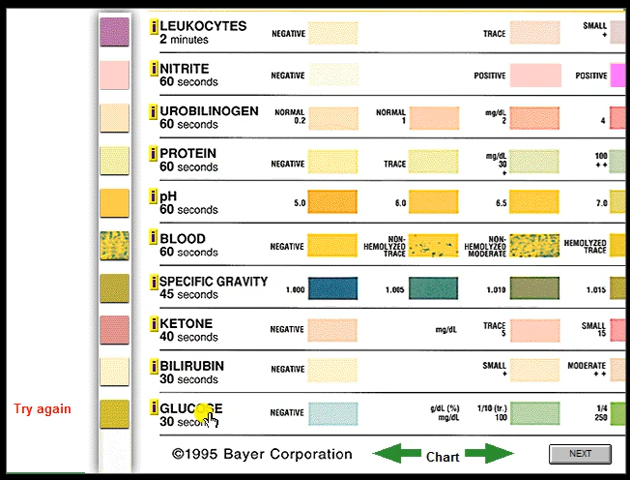 LEUKOCYTES NEGATIVE TRACE SMALL +
2 minutes
NITRITE NEGATIVE POSITIVE POSITIVE
60 seconds
UROBILINOGEN NORMAL 0.2 NORMAL 1 mg/dL 2 4
60 seconds
PROTEIN NEGATIVE TRACE mg/dL 30 + 100 ++
60 seconds
pH 5.0 6.0 6.5 7.0
60 seconds
BLOOD NEGATIVE NON-HEMOLYZED TRACE NON-HEMOLYZED MODERATE HEMOLYZED TRACE
60 seconds
SPECIFIC GRAVITY 1.000 1.005 1.010 1.015
45 seconds
KETONE NEGATIVE mg/dL TRACE 5 SMALL 15
40 seconds
BILIRUBIN NEGATIVE SMALL + MODERATE ++
30 seconds
Try again
GLUCOSE NEGATIVE g/dL (%) mg/dL 1/10 (tr.) 100 1/4 250
30 seconds
©1995 Bayer Corporation Chart NEXT